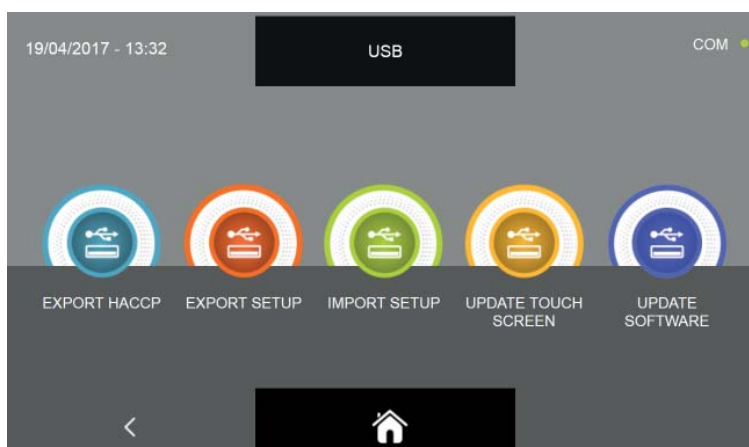 19/04/2017 - 13:32
USB
COM
EXPORT HACCP
EXPORT SETUP
IMPORT SETUP
UPDATE TOUCH
SCREEN
UPDATE
SOFTWARE